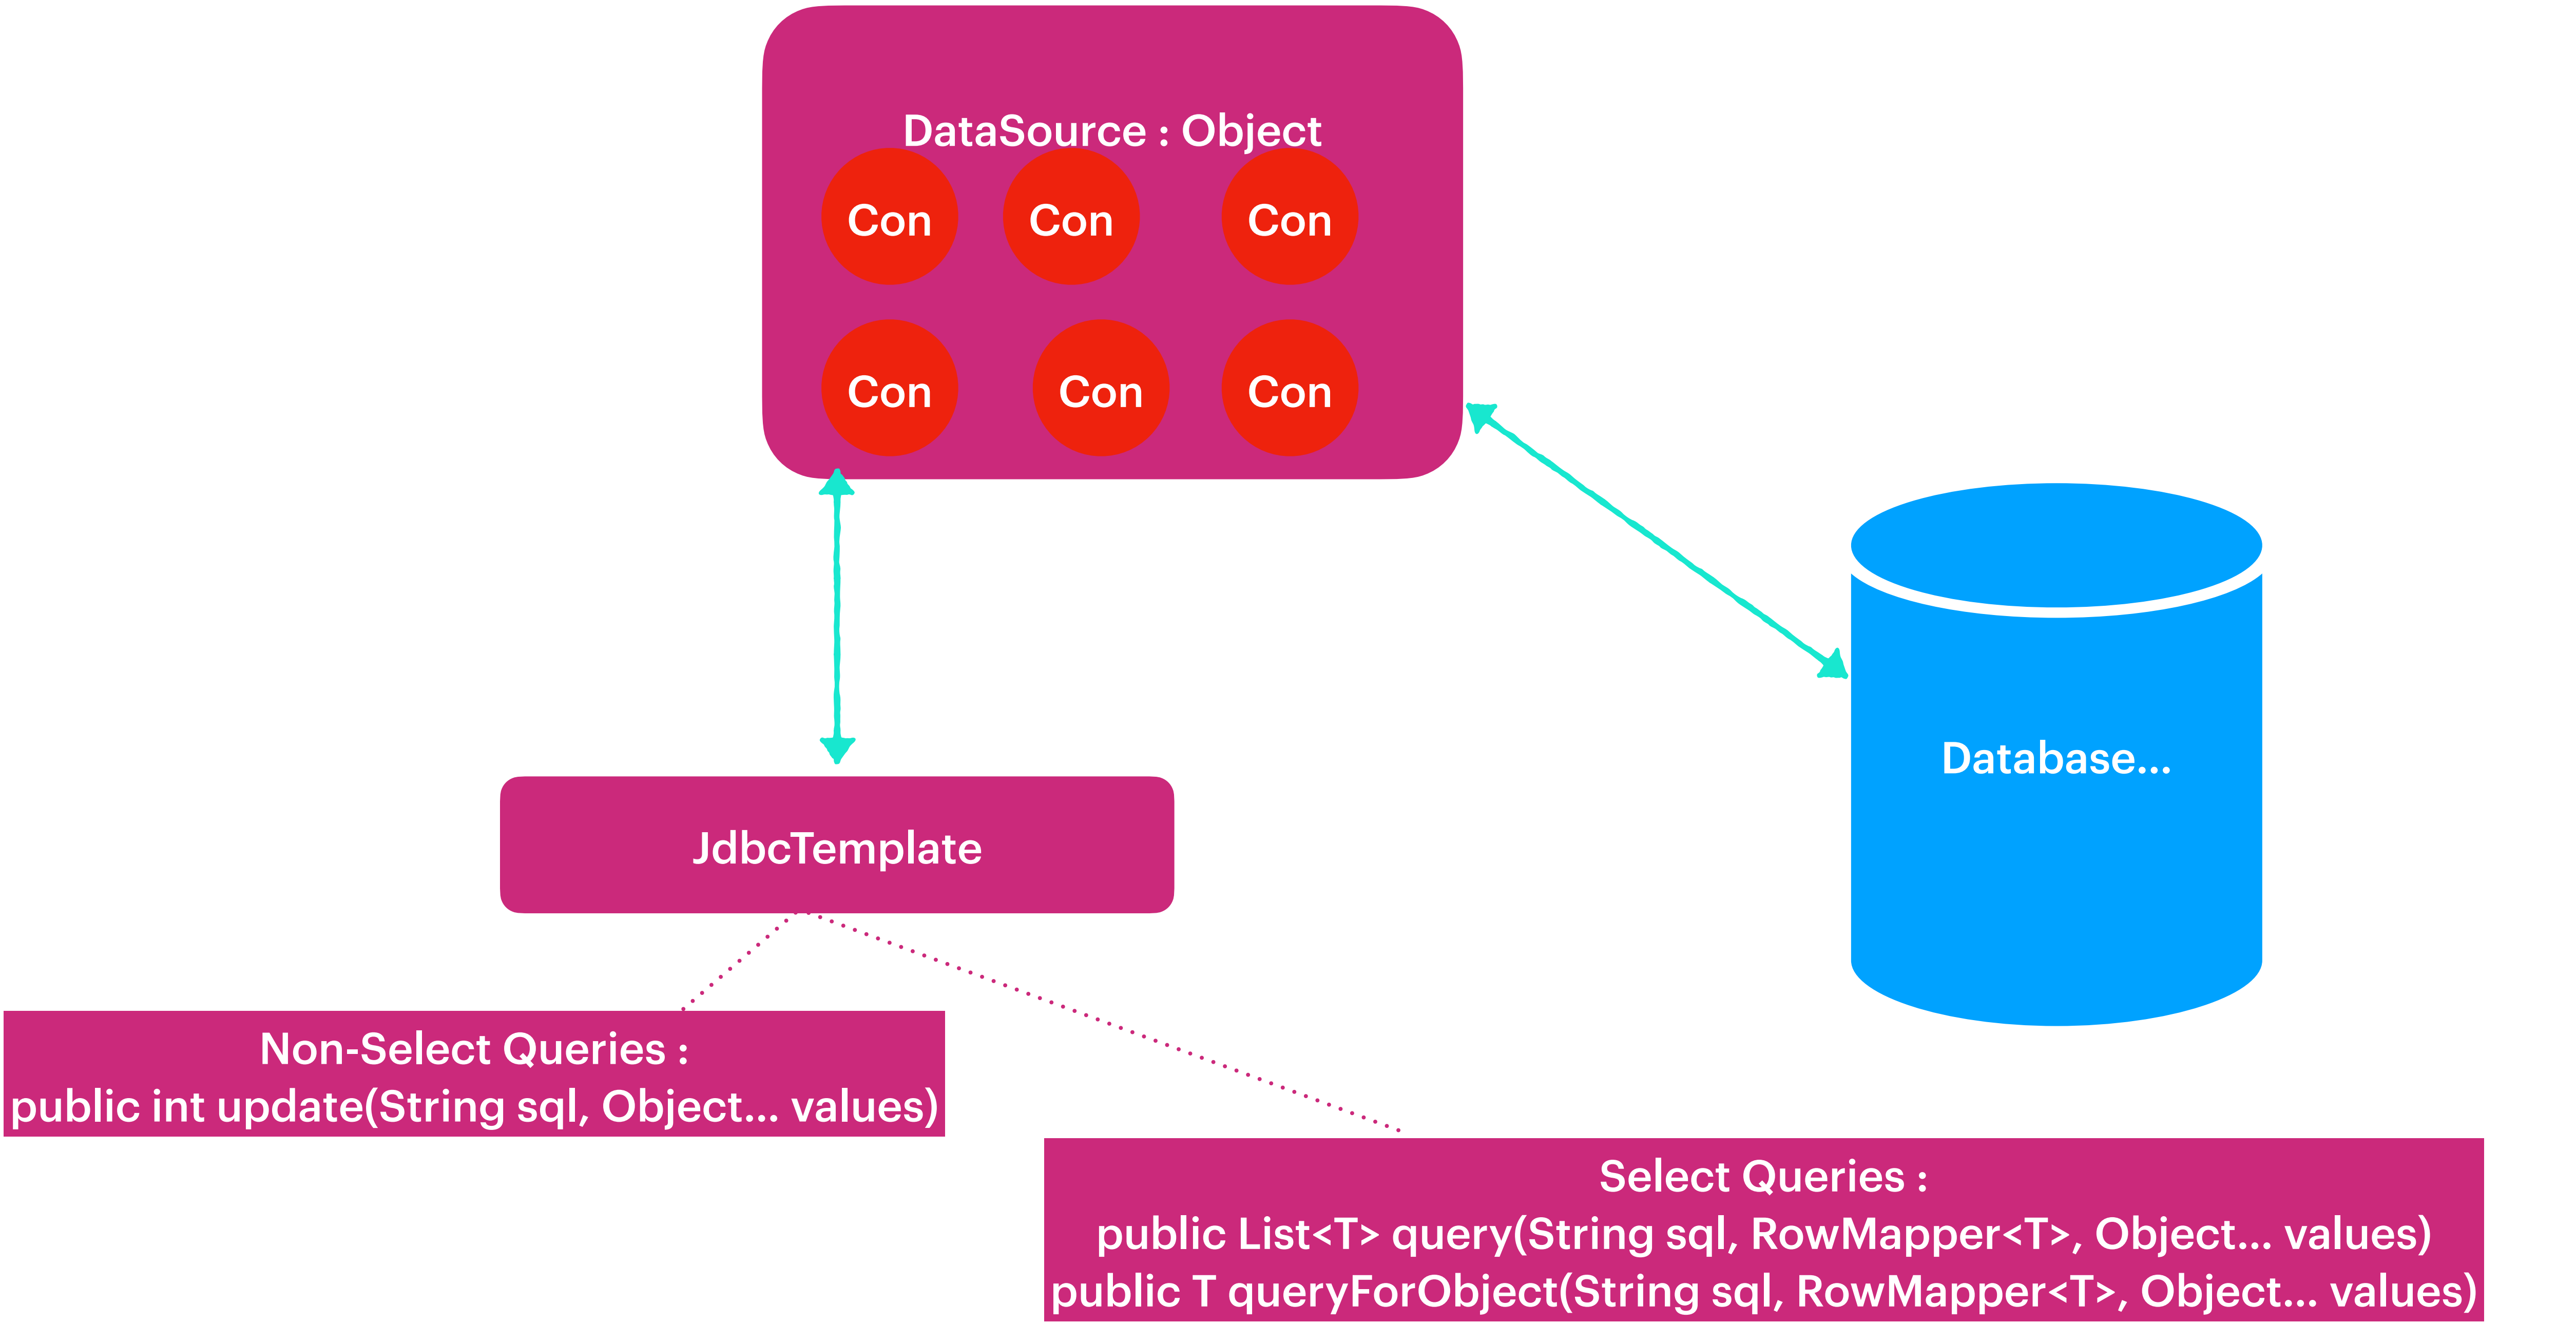 DataSource : Object
Con
Con
Con
Con
Con
Con
Database...
JdbcTemplate
Non-Select Queries :
public int update(String sql, Object... values)
Select Queries :
public List<T> query(String sql, RowMapper<T>, Object... values)
public T queryForObject(String sql, RowMapper<T>, Object... values)